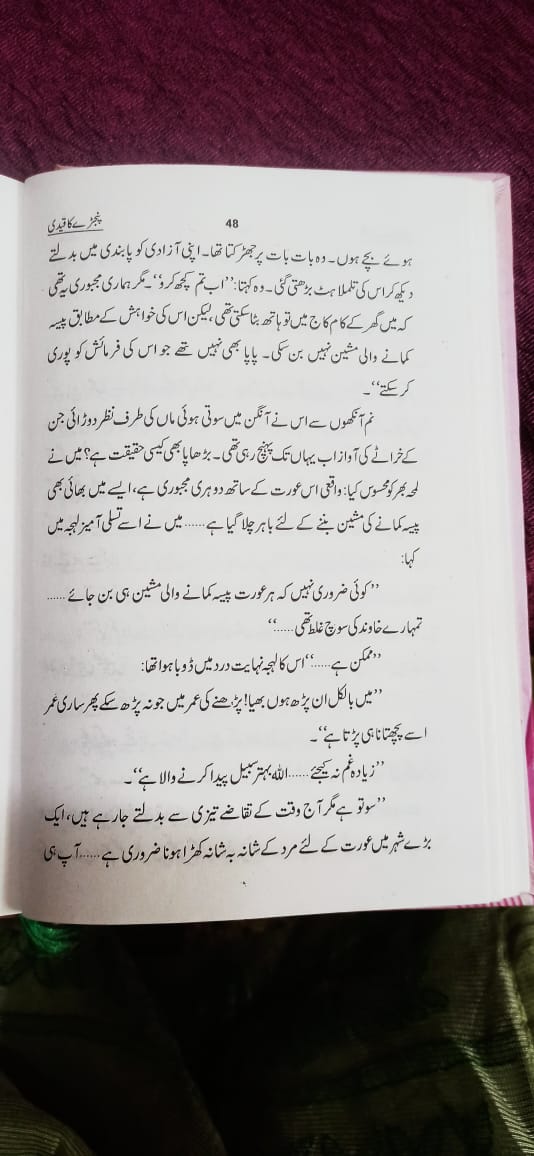 پنجڑے کا قیدی 48
ہوئے بچے ہوں۔ وہ بات بات پر جھڑکتا تھا۔ اپنی آزادی کو پابندی میں بدلتے
دیکھ کر اس کی تلملاہٹ بڑھتی گئی۔ وہ کہتا: ’’اب تم کچھ کرو‘‘۔ مگر ہماری مجبوری یہ تھی
کہ میں گھر کے کام کاج میں تو ہاتھ بٹا سکتی تھی، لیکن اس کی خواہش کے مطابق پیسہ
کمانے والی مشین نہیں بن سکی۔ پاپا بھی نہیں تھے جو اس کی فرمائش کو پوری
کر سکتے‘‘۔
نم آنکھوں سے اس نے آنگن میں سوتی ہوئی ماں کی طرف نظر دوڑائی جن
کے خراٹے کی آواز اب یہاں تک پہنچ رہی تھی۔ بڑھاپا بھی کیسی حقیقت ہے؟ میں نے
لمحہ بھر کو محسوس کیا: واقعی اس عورت کے ساتھ دوہری مجبوری ہے، ایسے میں بھائی بھی
پیسہ کمانے کی مشین بننے کے لئے باہر چلا گیا ہے...... میں نے اسے تسلی آمیز لہجہ میں
کہا:
’’کوئی ضروری نہیں کہ ہر عورت پیسہ کمانے والی مشین ہی بن جائے......
تمہارے خاوند کی سوچ غلط تھی.....‘‘
’’ممکن ہے.....‘‘ اس کا لہجہ نہایت درد میں ڈوبا ہوا تھا:
’’میں بالکل ان پڑھ ہوں بھیا! پڑھنے کی عمر میں جو نہ پڑھ سکے پھر ساری عمر
اسے پچھتانا ہی پڑتا ہے‘‘۔
’’زیادہ غم نہ کیجئے...... اللہ بہتر سبیل پیدا کرنے والا ہے‘‘۔
’’سو تو ہے مگر آج وقت کے تقاضے تیزی سے بدلتے جا رہے ہیں، ایک
بڑے شہر میں عورت کے لئے مرد کے شانہ بہ شانہ کھڑا ہونا ضروری ہے...... آپ ہی